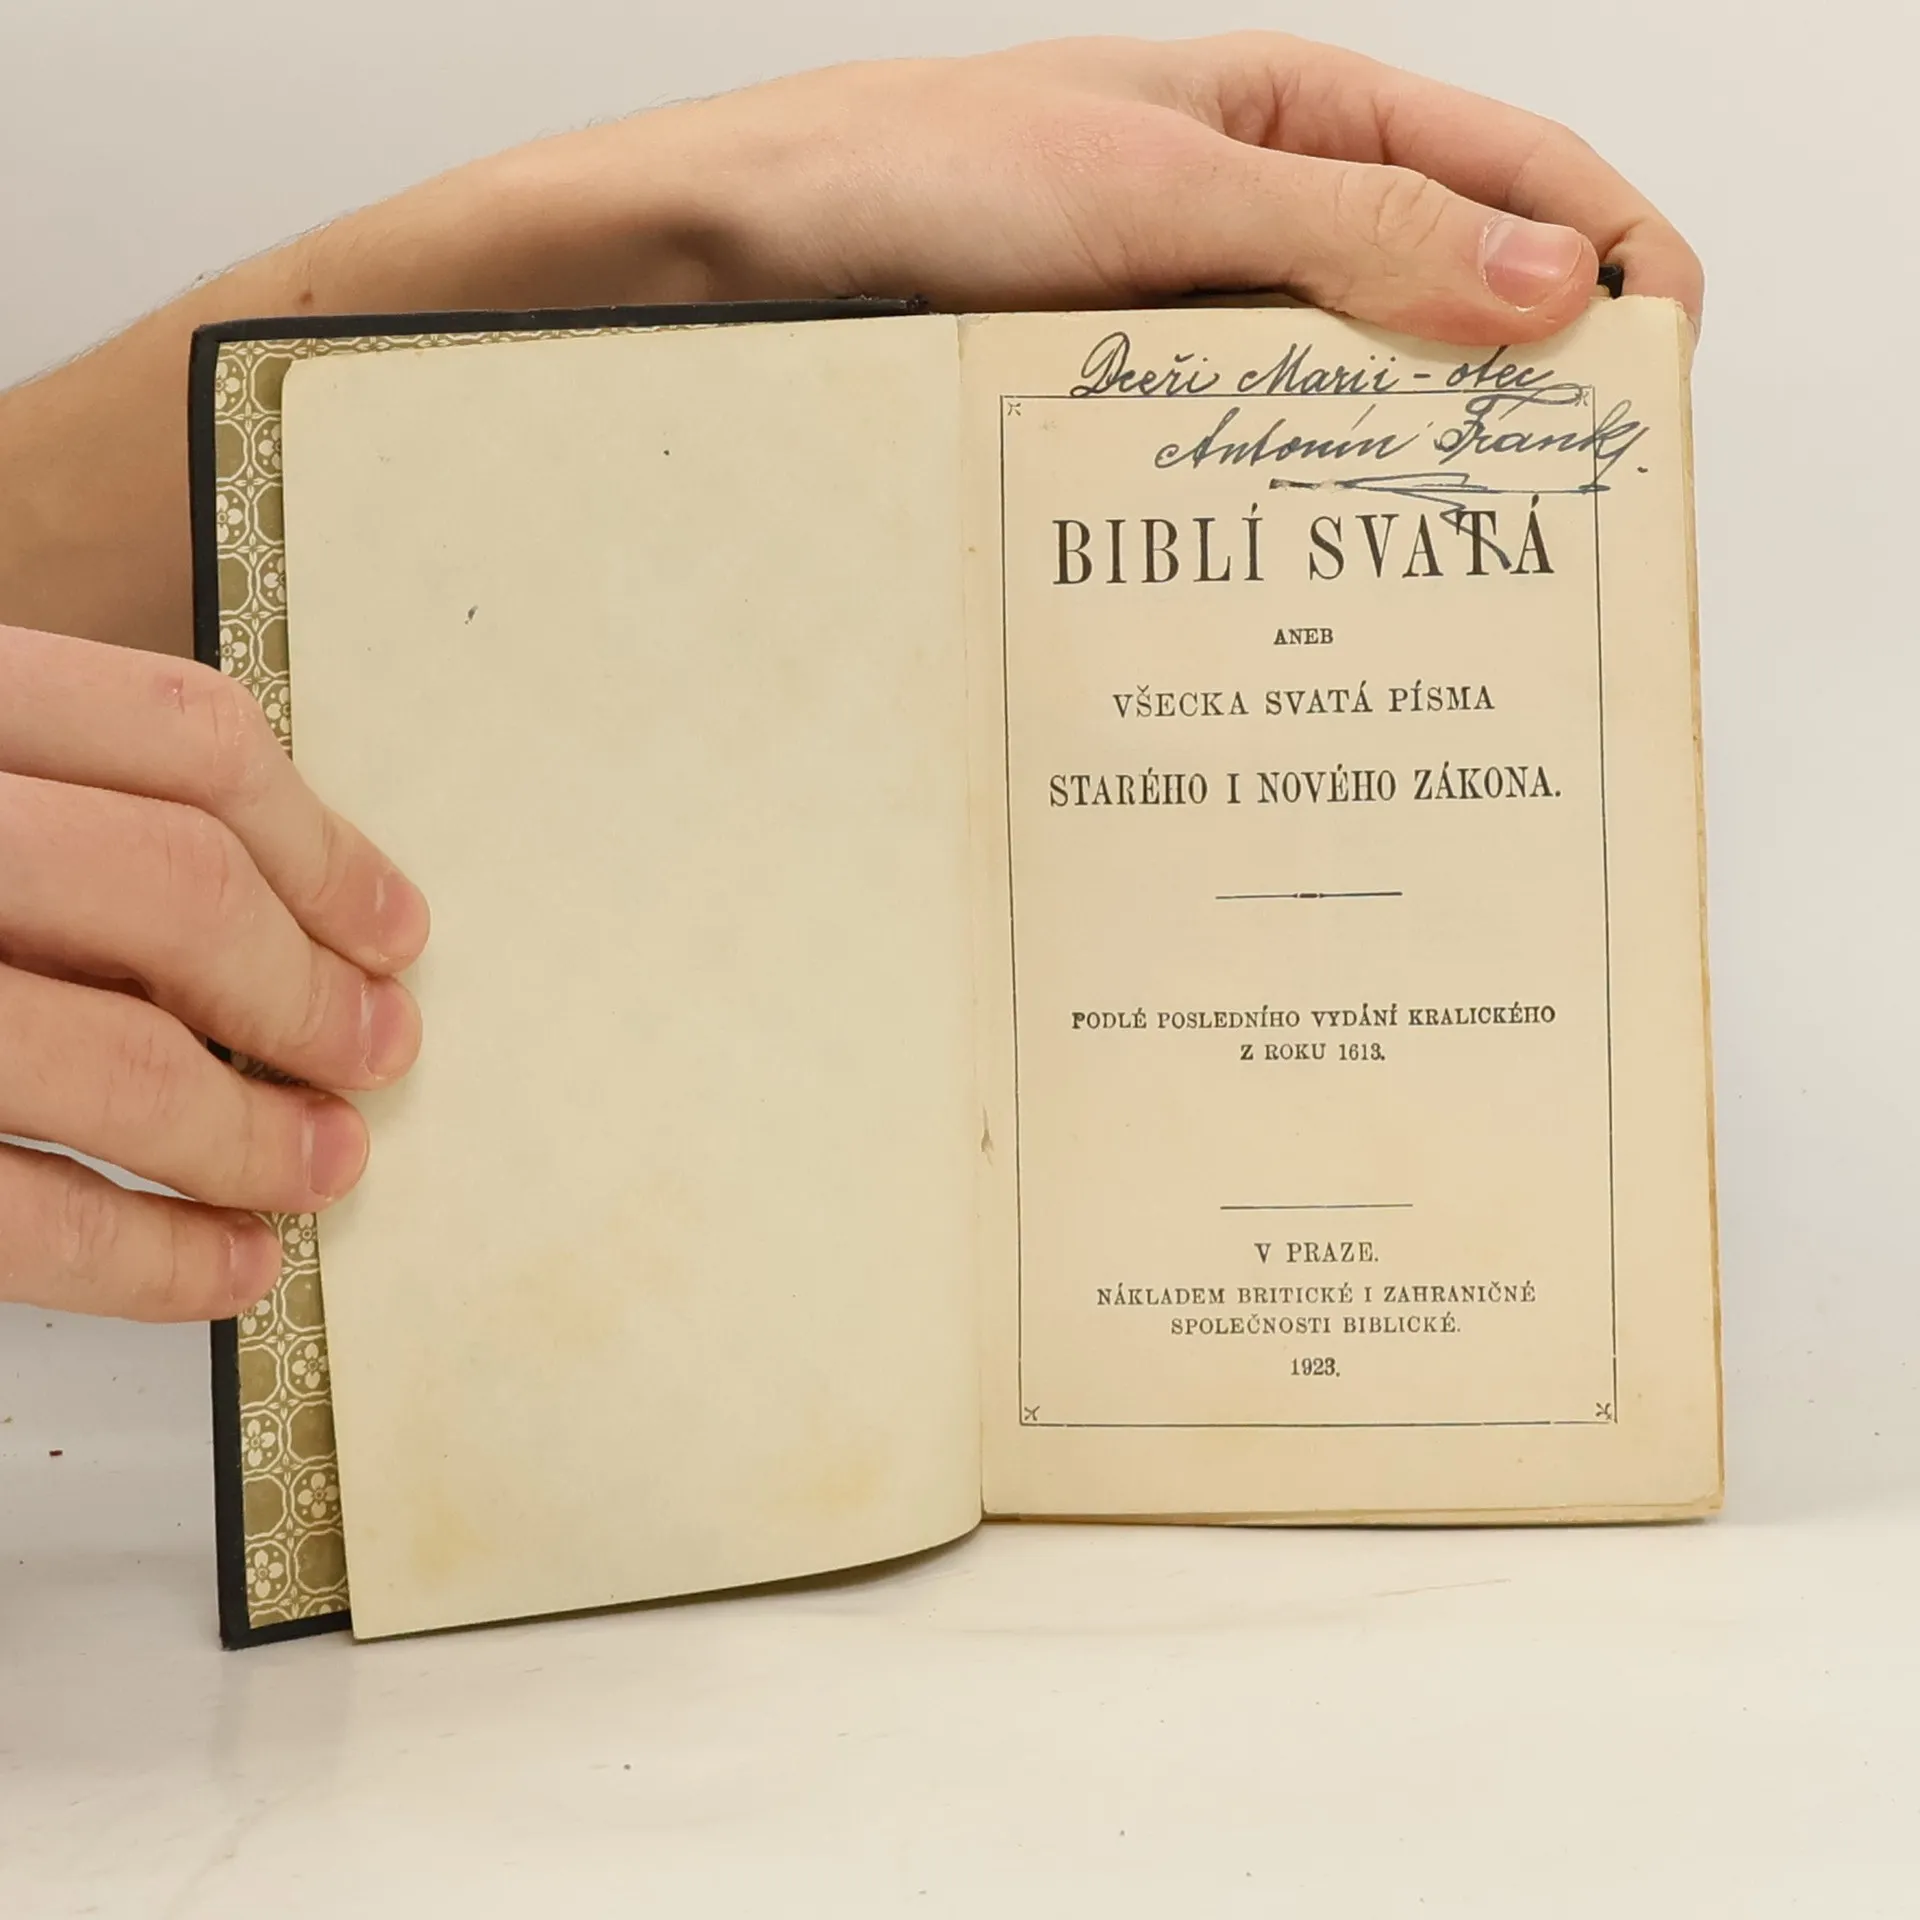 Dceři Marii - otec
Antonín Frank.
BIBLÍ SVATÁ
ANEB
VŠECKA SVATÁ PÍSMA
STARÉHO I NOVÉHO ZÁKONA.
PODLÉ POSLEDNÍHO VYDÁNÍ KRALICKÉHO
Z ROKU 1613.
V PRAZE.
NÁKLADEM BRITICKÉ I ZAHRANIČNÉ
SPOLEČNOSTI BIBLICKÉ.
1923.